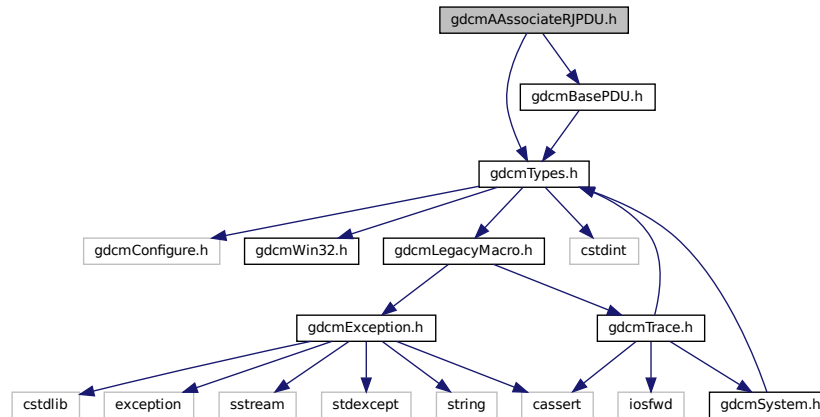 gdcmAAssociateRJPDU.h
gdcmBasePDU.h
gdcmTypes.h
gdcmConfigure.h
gdcmWin32.h
gdcmLegacyMacro.h
cstdint
gdcmException.h
gdcmTrace.h
cstdlib
exception
sstream
stdexcept
string
cassert
iosfwd
gdcmSystem.h